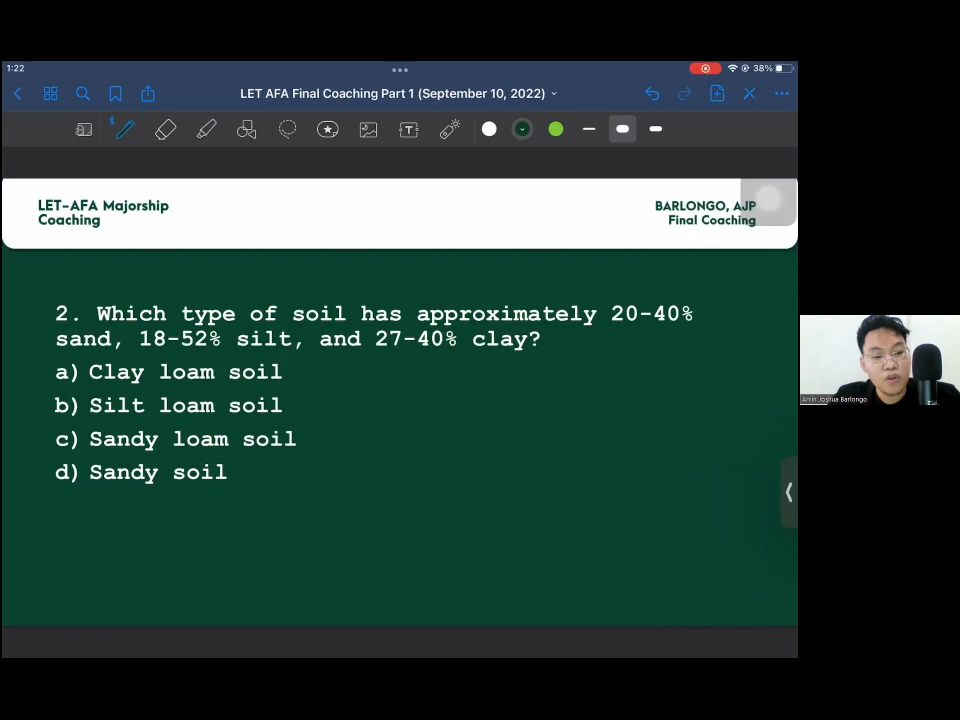 1:22
38%
LET AFA Final Coaching Part 1 (September 10, 2022)
LET-AFA Majorship
Coaching
BARLONGO, AJP
Final Coaching
2. Which type of soil has approximately 20-40%
sand, 18-52% silt, and 27-40% clay?
a) Clay loam soil
b) Silt loam soil
c) Sandy loam soil
d) Sandy soil
Arvin Joshua Barlongo